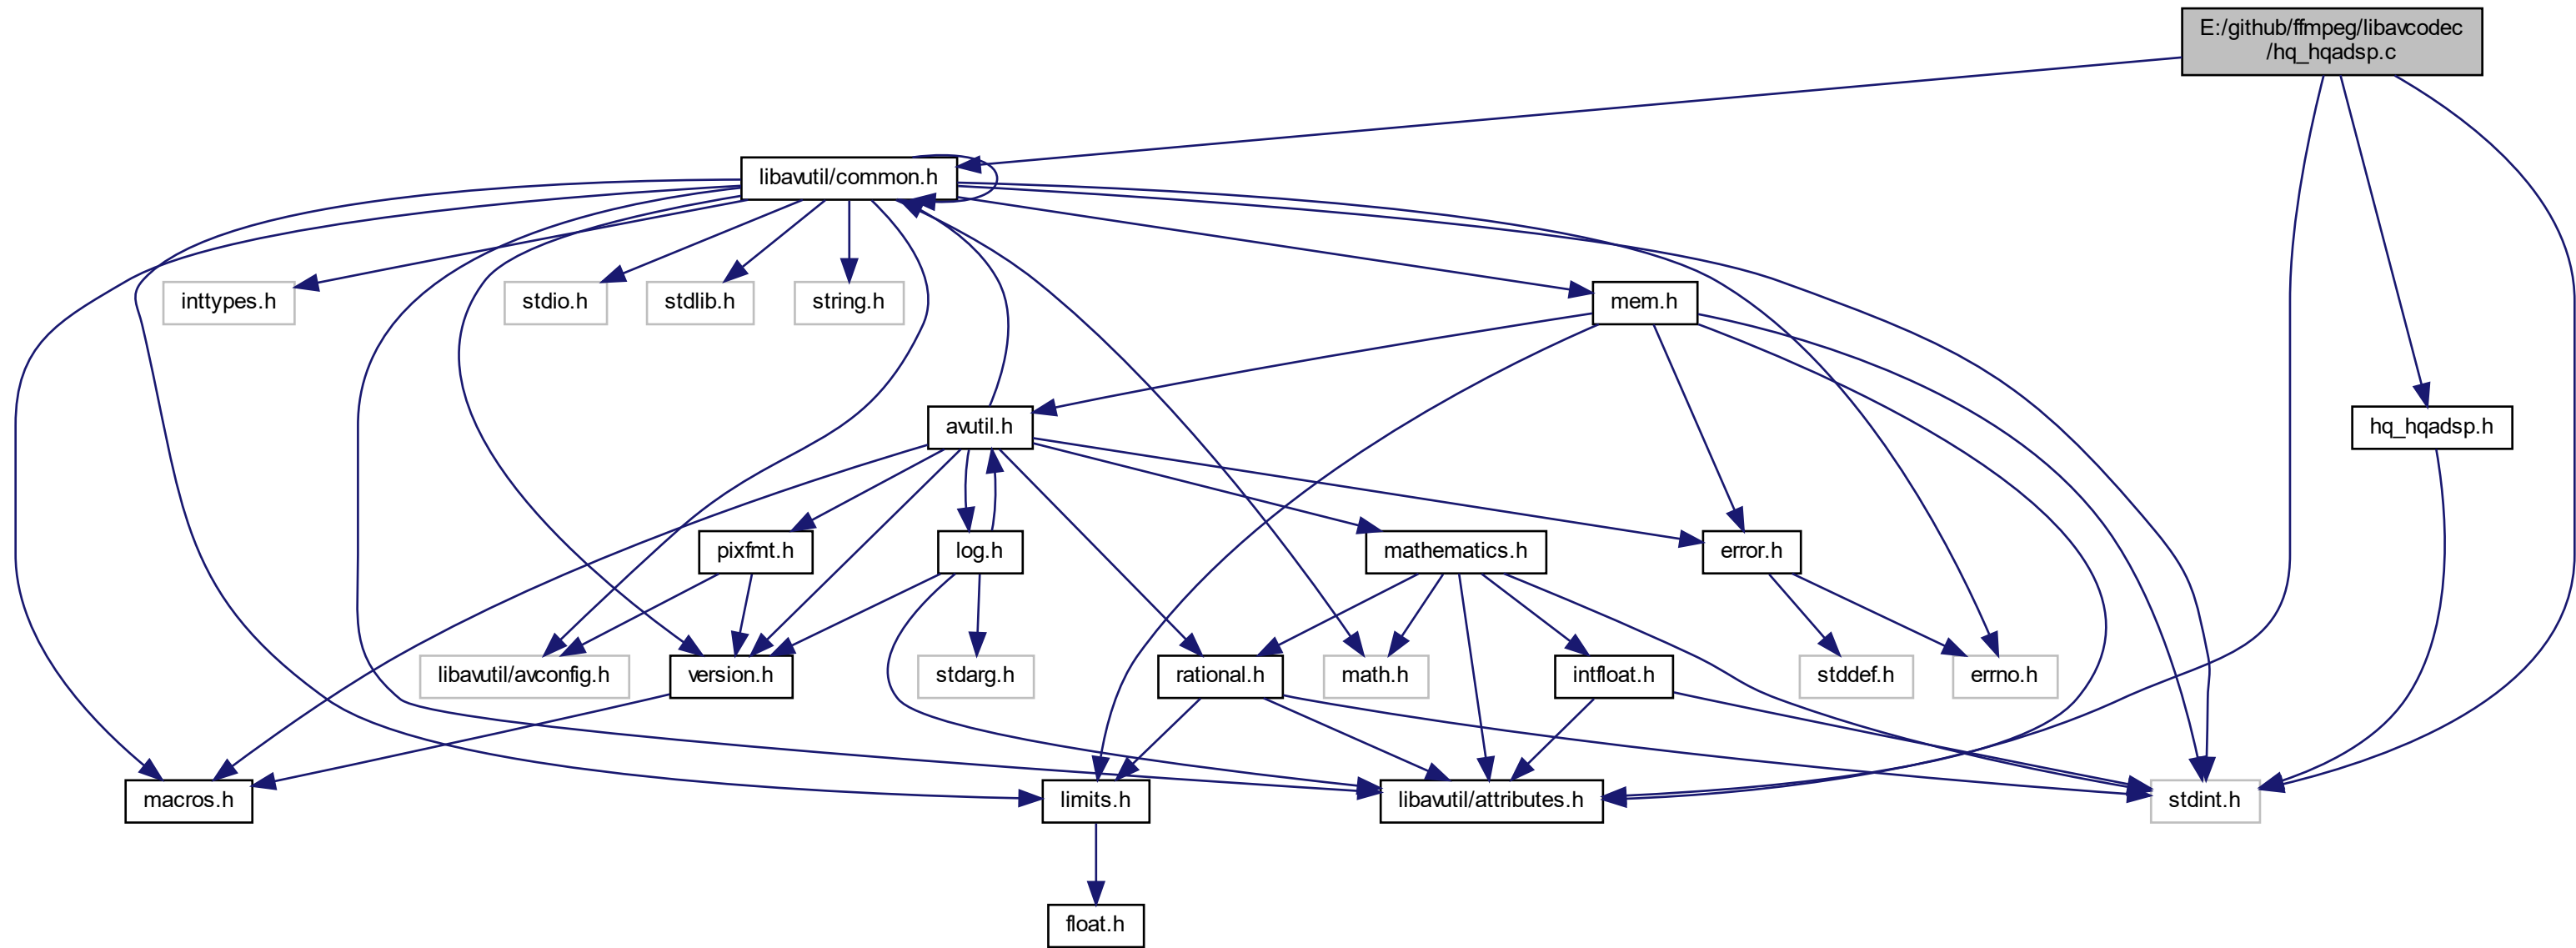 E:/github/ffmpeg/libavcodec
/hq_hqadsp.c
libavutil/common.h
inttypes.h
stdio.h
stdlib.h
string.h
mem.h
avutil.h
hq_hqadsp.h
pixfmt.h
log.h
mathematics.h
error.h
libavutil/avconfig.h
version.h
stdarg.h
rational.h
math.h
intfloat.h
stddef.h
errno.h
macros.h
limits.h
libavutil/attributes.h
stdint.h
float.h